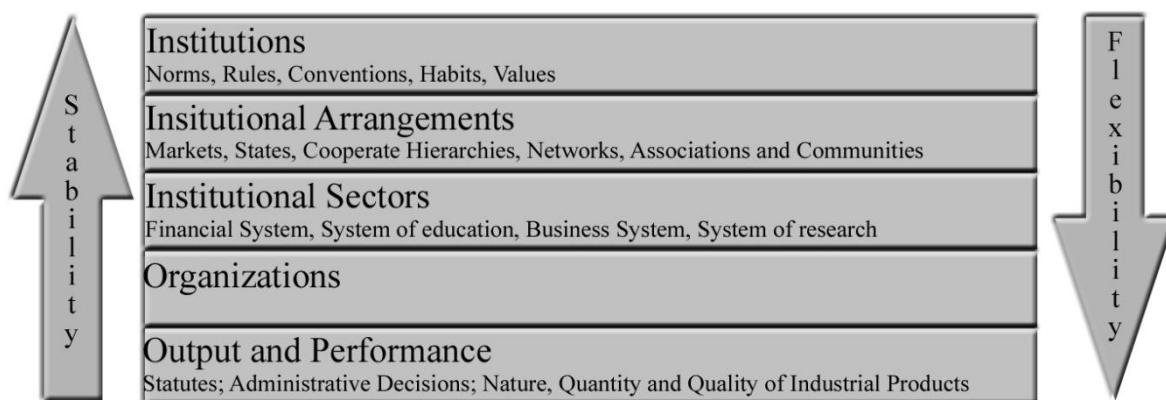 Institutions
Norms, Rules, Conventions, Habits, Values
Insitutional Arrangements
Markets, States, Cooperate Hierarchies, Networks, Associations and Communities
Institutional Sectors
Financial System, System of education, Business System, System of research
Organizations
Output and Performance
Statutes; Administrative Decisions; Nature, Quantity and Quality of Industrial Products
Stability
Flexibility